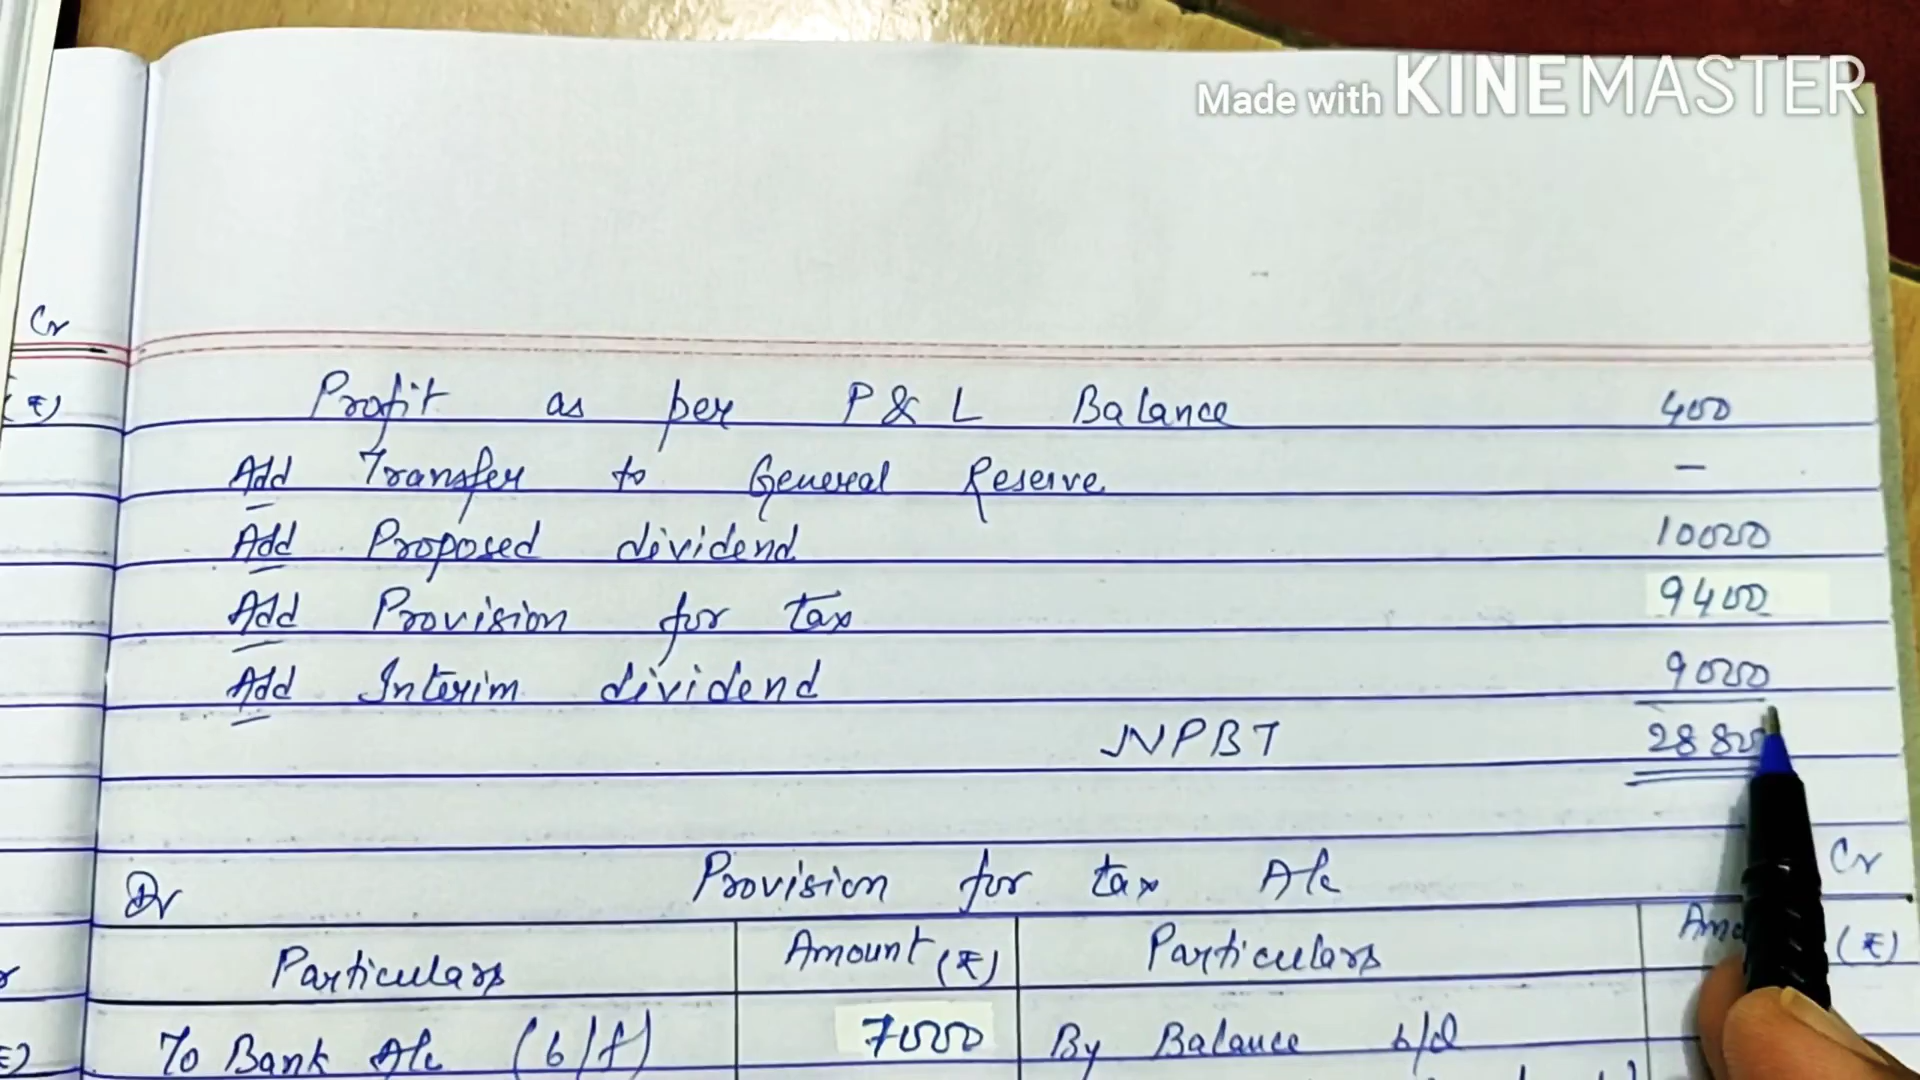 Made with KINEMASTER
Cr
(₹)
Profit as per P & L Balance 400
Add Transfer to General Reserve —
Add Proposed dividend 10000
Add Provision for tax 9400
Add Interim dividend 9000
NPBT 2880
Dr Provision for tax A/c Cr
Particulars Amount (₹) Particulars (₹)
To Bank A/c (b/f) 7000 By Balance b/d